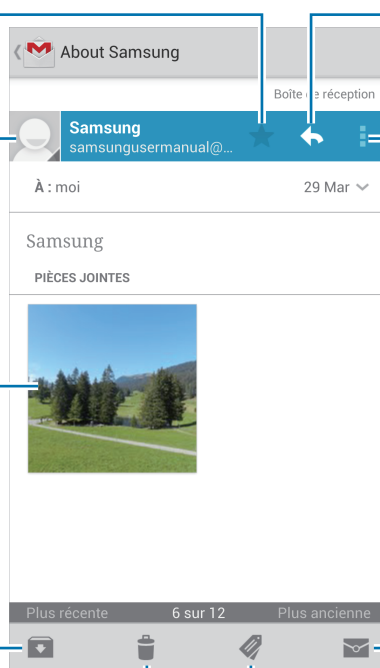 About Samsung
Boîte de réception
Samsung
samsungusermanual@...
À : moi
29 Mar
Samsung
PIÈCES JOINTES
Plus récente
6 sur 12
Plus ancienne